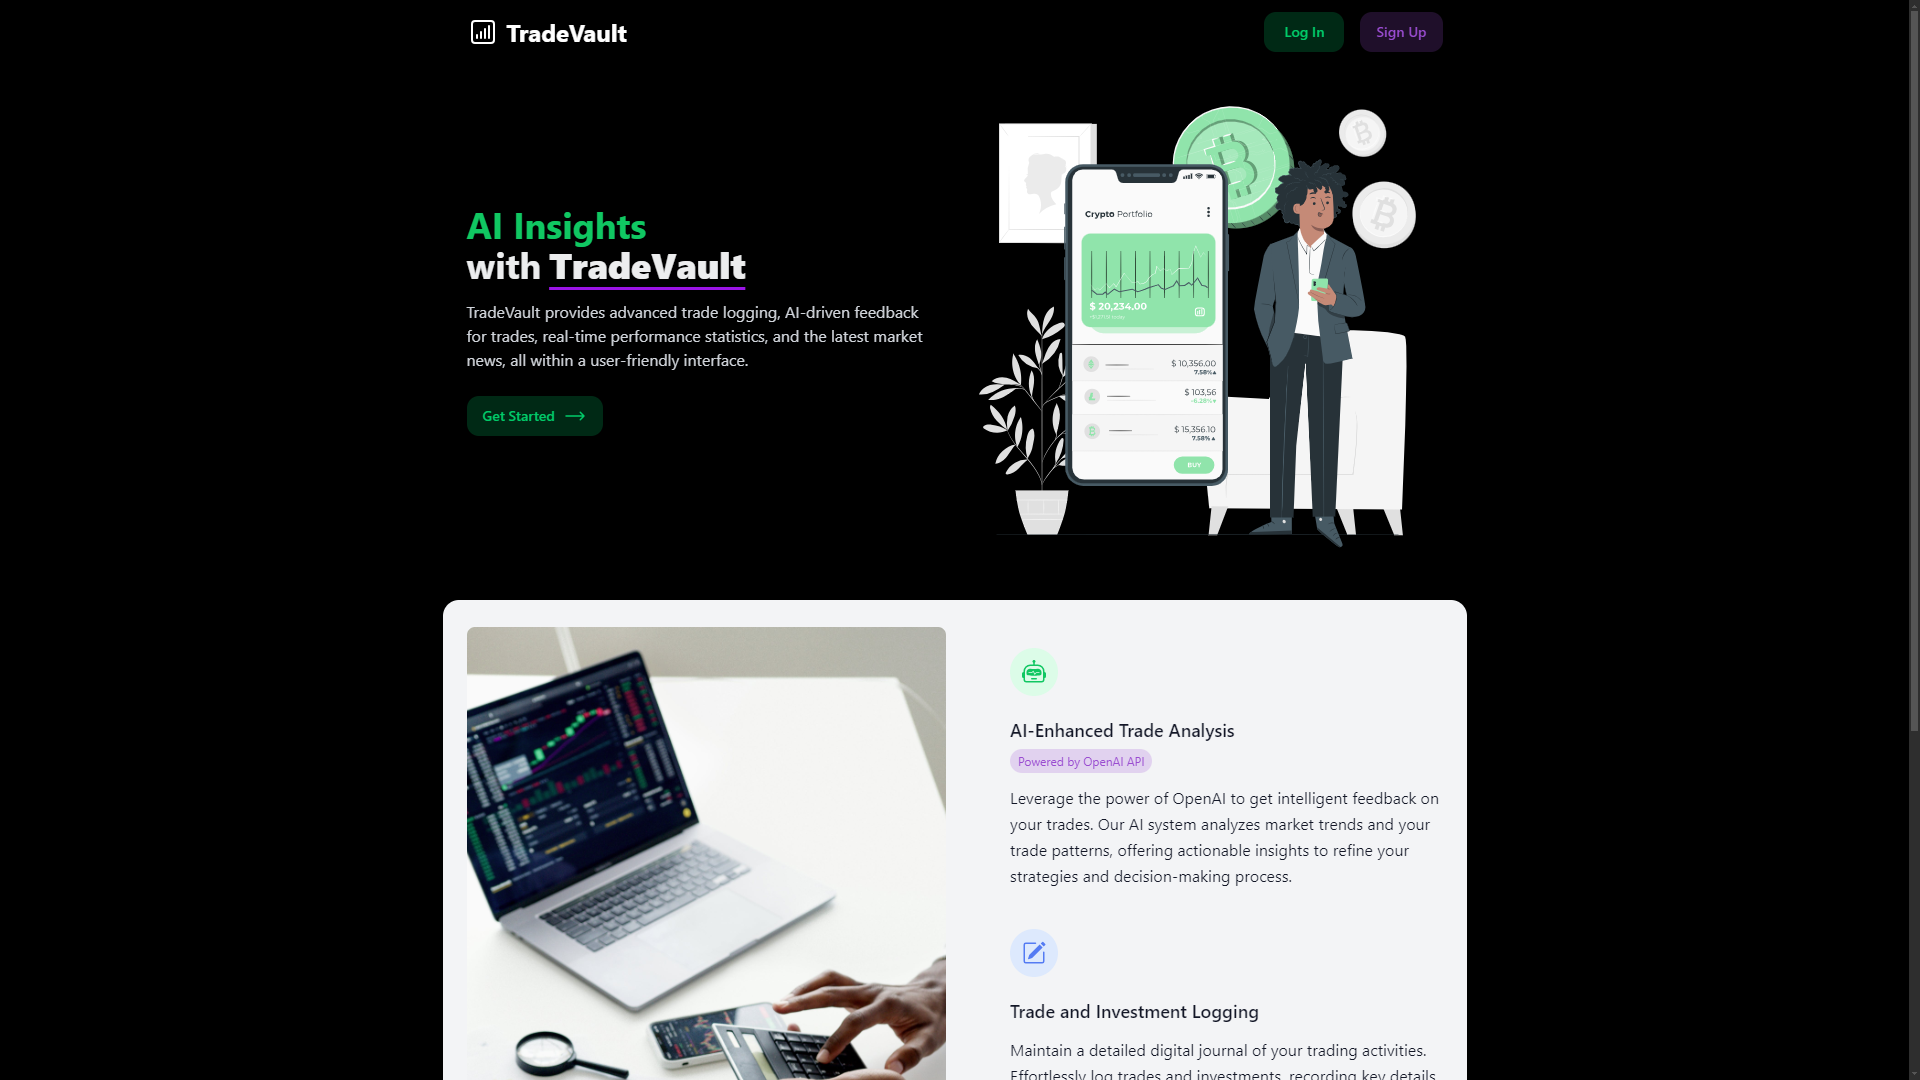 TradeVault
Log In
Sign Up
AI Insights
with TradeVault
TradeVault provides advanced trade logging, AI-driven feedback
for trades, real-time performance statistics, and the latest market
news, all within a user-friendly interface.
Get Started
Crypto Portfolio
$ 20,234,00
$ 10,356.00
7.58%
$ 103,56
-6.28%
$ 15,356.10
7.58%
BUY
AI-Enhanced Trade Analysis
Powered by OpenAI API
Leverage the power of OpenAI to get intelligent feedback on
your trades. Our AI system analyzes market trends and your
trade patterns, offering actionable insights to refine your
strategies and decision-making process.
Trade and Investment Logging
Maintain a detailed digital journal of your trading activities.
Effortlessly log trades and investments, recording key details